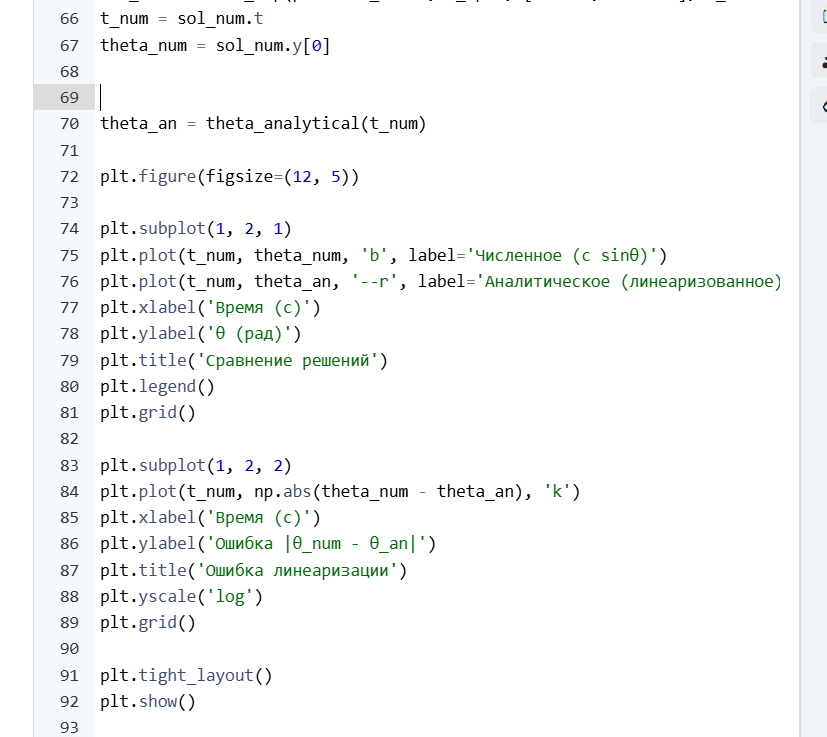 66 t_num = sol_num.t
67 theta_num = sol_num.y[0]
68
69
70 theta_an = theta_analytical(t_num)
71
72 plt.figure(figsize=(12, 5))
73
74 plt.subplot(1, 2, 1)
75 plt.plot(t_num, theta_num, 'b', label='Численное (с sinθ)')
76 plt.plot(t_num, theta_an, '--r', label='Аналитическое (линеаризованное)
77 plt.xlabel('Время (с)')
78 plt.ylabel('θ (рад)')
79 plt.title('Сравнение решений')
80 plt.legend()
81 plt.grid()
82
83 plt.subplot(1, 2, 2)
84 plt.plot(t_num, np.abs(theta_num - theta_an), 'k')
85 plt.xlabel('Время (с)')
86 plt.ylabel('Ошибка |θ_num - θ_an|')
87 plt.title('Ошибка линеаризации')
88 plt.yscale('log')
89 plt.grid()
90
91 plt.tight_layout()
92 plt.show()
93